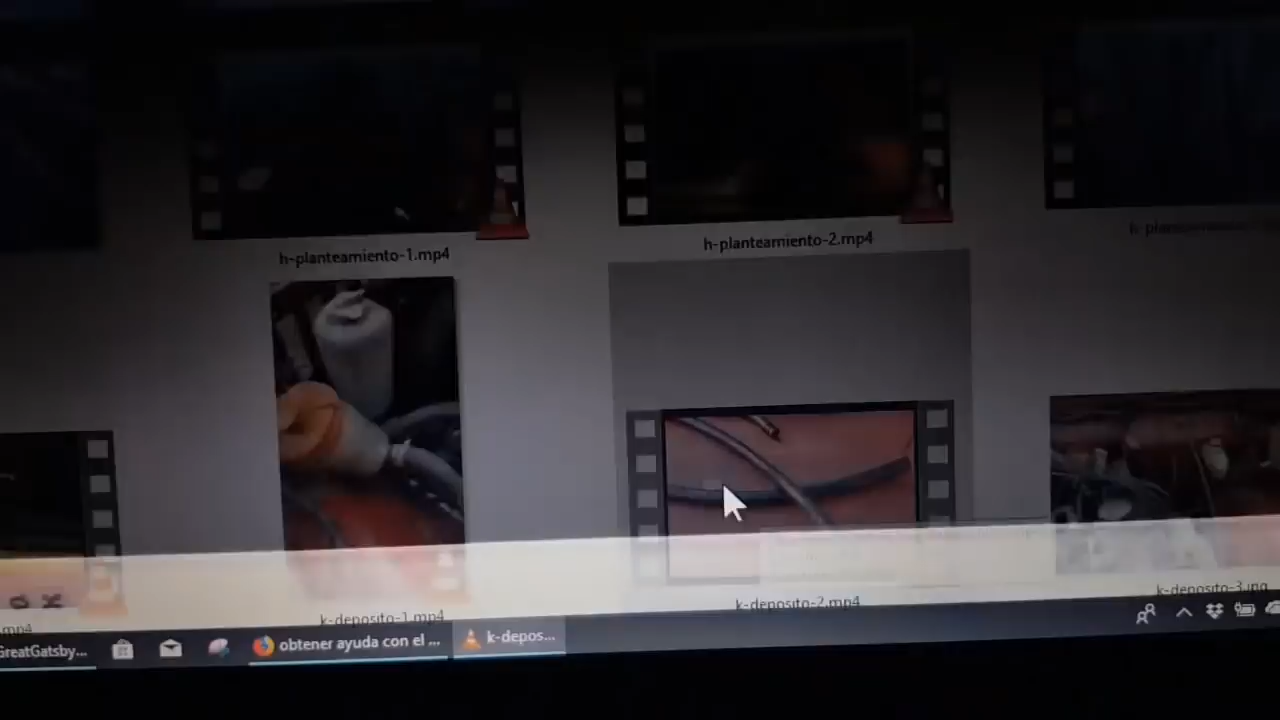 h-planteamiento-1.mp4
h-planteamiento-2.mp4
k-deposito-1.mp4
k-deposito-2.mp4
k-deposito-3.jpg
mp4
GreatGatsby...
obtener ayuda con el ...
k-depos...